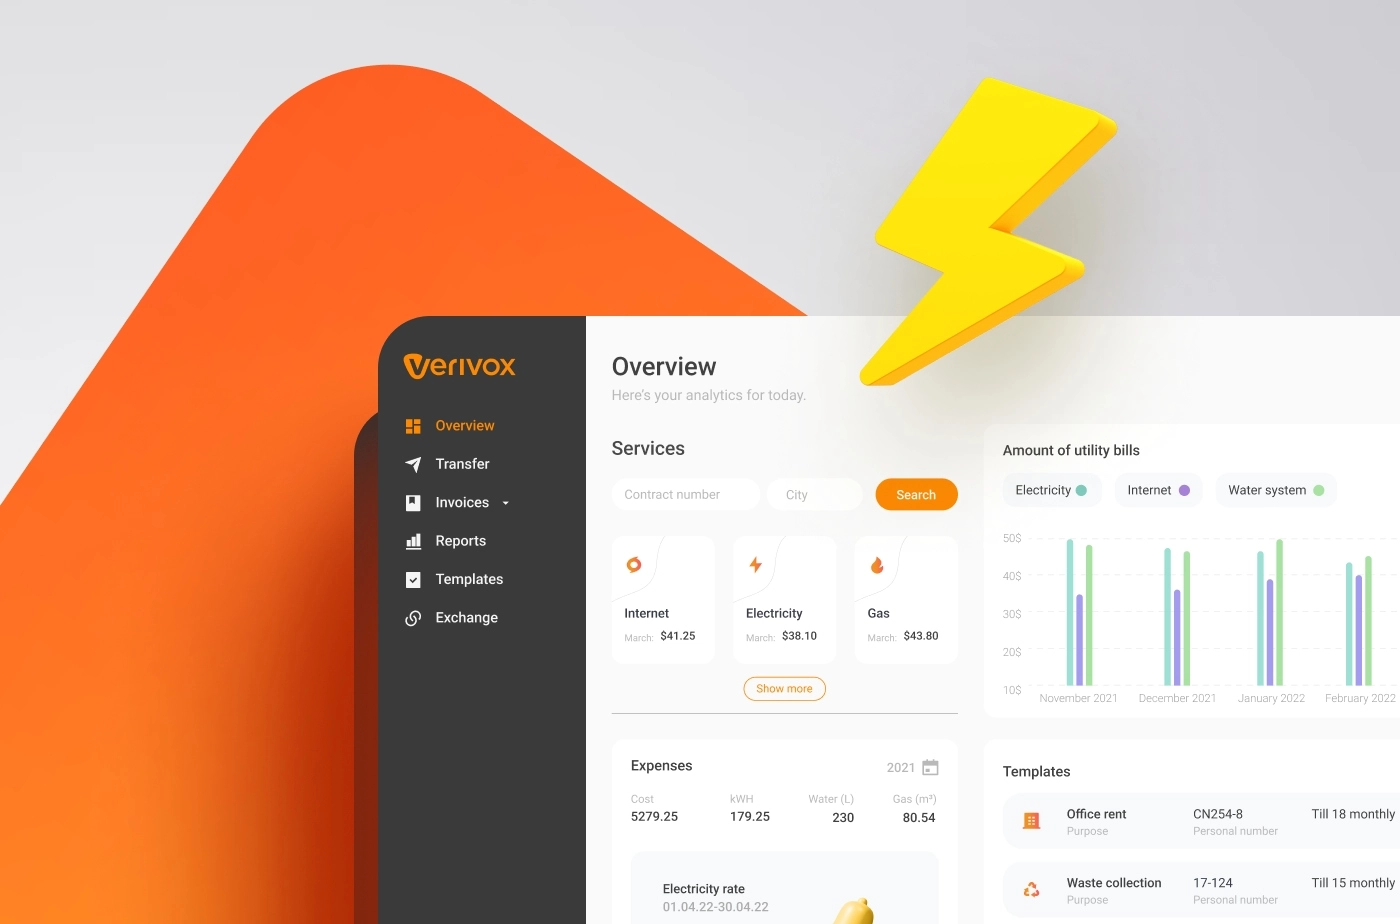 verivox
Overview
Transfer
Invoices
Reports
Templates
Exchange
Overview
Here's your analytics for today.
Services
Contract number
City
Search
Internet
March: $41.25
Electricity
March: $38.10
Gas
March: $43.80
Show more
Amount of utility bills
Electricity
Internet
Water system
50$
40$
30$
20$
10$
November 2021
December 2021
January 2022
February 2022
Expenses
2021
Cost
5279.25
kWH
179.25
Water (L)
230
Gas (m³)
80.54
Electricity rate
01.04.22-30.04.22
Templates
Office rent
Purpose
CN254-8
Personal number
Till 18 monthly
Waste collection
Purpose
17-124
Personal number
Till 15 monthly